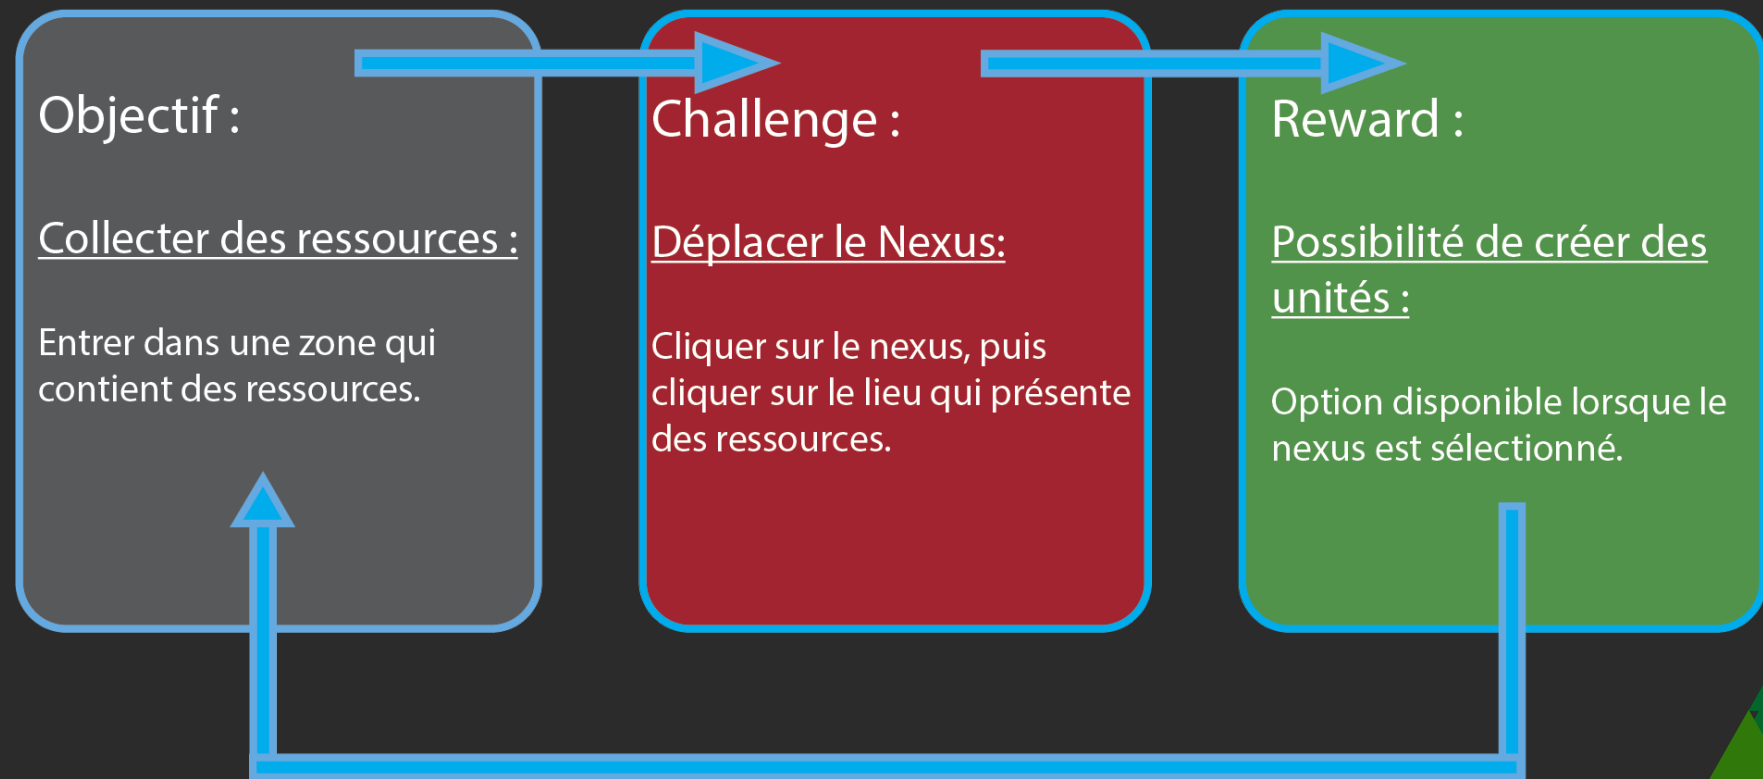 Objectif :
Collecter des ressources :
Entrer dans une zone qui
contient des ressources.
Challenge :
Déplacer le Nexus:
Cliquer sur le nexus, puis
cliquer sur le lieu qui présente
des ressources.
Reward :
Possibilité de créer des
unités :
Option disponible lorsque le
nexus est sélectionné.